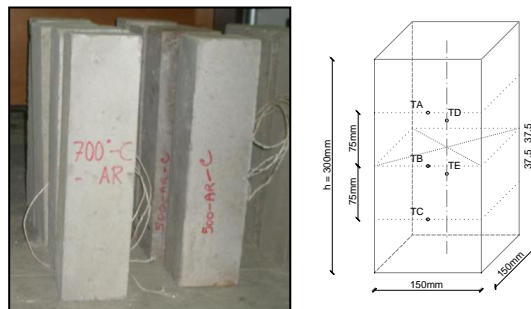 700°-C
- AR
500-AR-C
500-AR-C
h = 300mm
75mm
75mm
TA
TD
TB
TE
TC
37.5
37.5
150mm
150mm